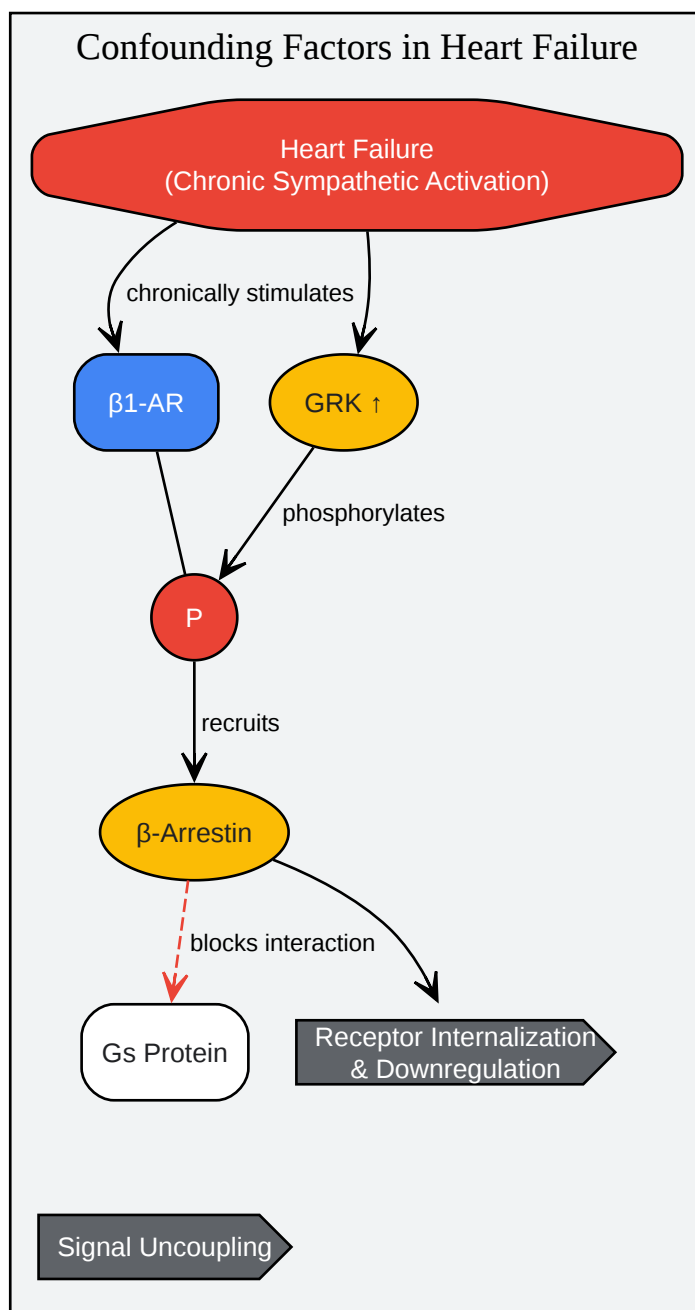 Confounding Factors in Heart Failure
Heart Failure
(Chronic Sympathetic Activation)
chronically stimulates
β1-AR
GRK ↑
phosphorylates
P
recruits
β-Arrestin
blocks interaction
Gs Protein
Receptor Internalization
& Downregulation
Signal Uncoupling